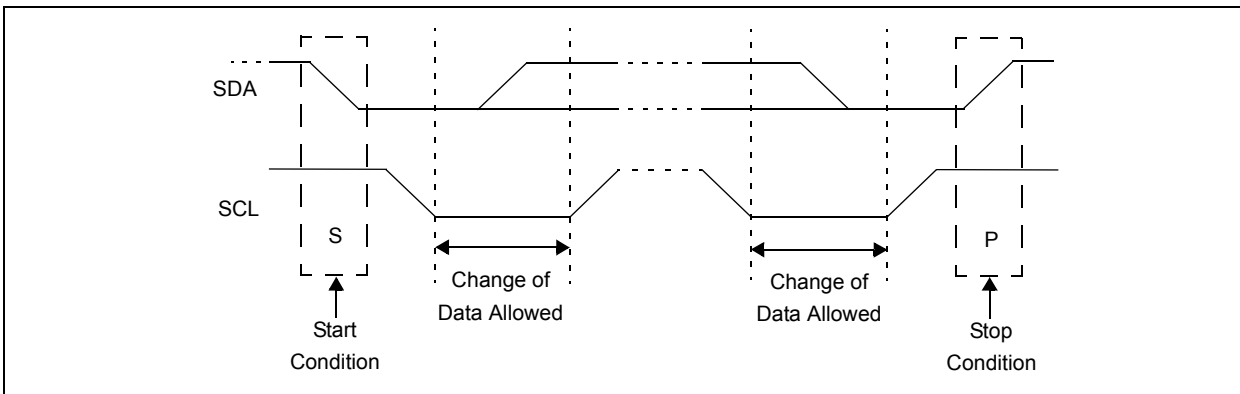 SDA
SCL
S
P
Change of
Data Allowed
Change of
Data Allowed
Start
Condition
Stop
Condition